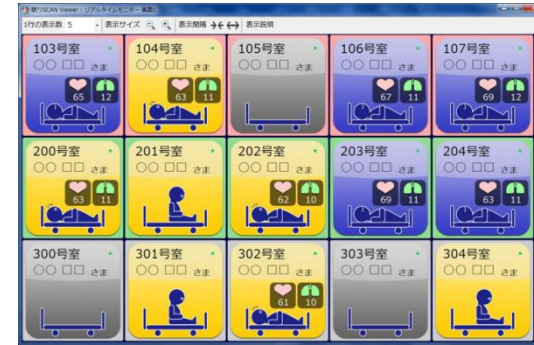 眠りSCAN Viewer [ リアルタイムモニター 画面]
1行の表示数 5 表示サイズ 表示間隔 表示説明
103号室 104号室 105号室 106号室 107号室
○○ □□ さま ○○ □□ さま ○○ □□ さま ○○ □□ さま ○○ □□ さま
65 12 63 11 67 11 69 12
200号室 201号室 202号室 203号室 204号室
○○ □□ さま ○○ □□ さま ○○ □□ さま ○○ □□ さま ○○ □□ さま
63 11 62 10 69 11 63 11
300号室 301号室 302号室 303号室 304号室
○○ □□ さま ○○ □□ さま ○○ □□ さま ○○ □□ さま ○○ □□ さま
61 10